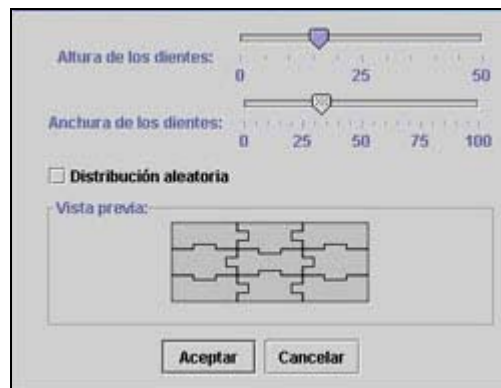 Altura de los dientes:
0 25 50
Anchura de los dientes:
0 25 50 75 100
Distribución aleatoria
Vista previa:
Aceptar Cancelar